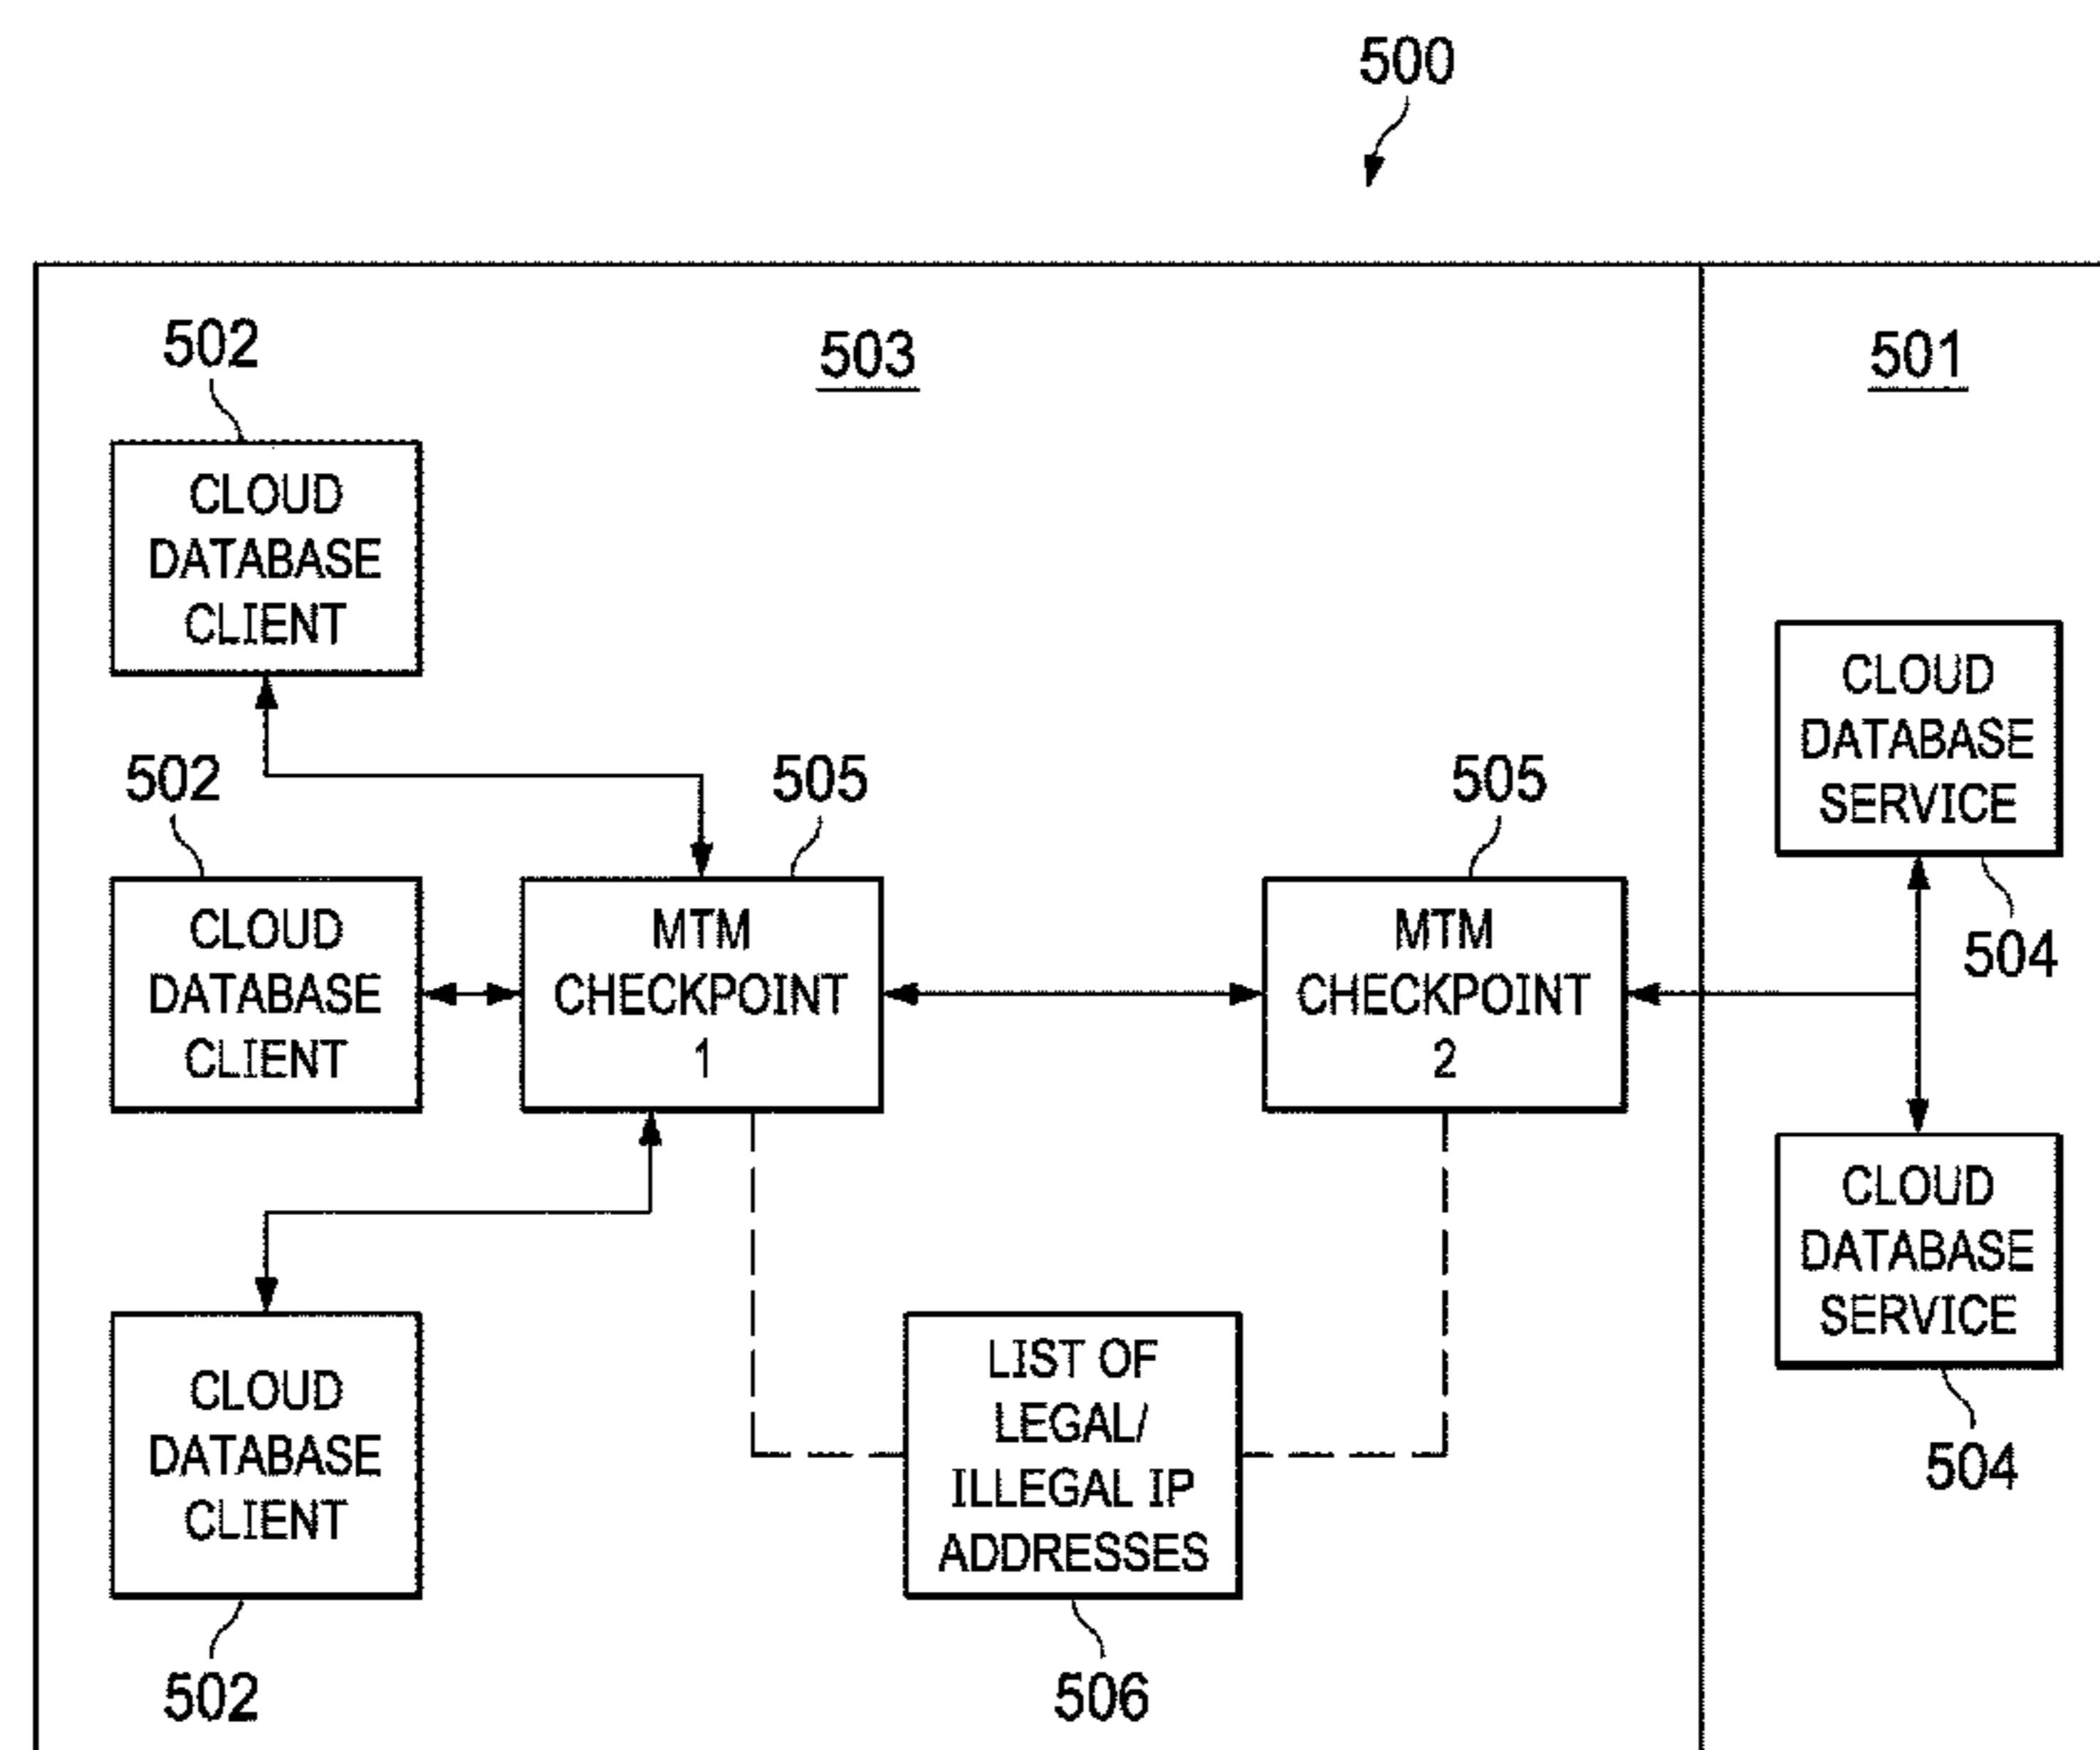 500
502
503
501
CLOUD
DATABASE
CLIENT
502
505
505
CLOUD
DATABASE
SERVICE
504
CLOUD
DATABASE
CLIENT
MTM
CHECKPOINT
1
MTM
CHECKPOINT
2
CLOUD
DATABASE
SERVICE
504
CLOUD
DATABASE
CLIENT
502
LIST OF
LEGAL/
ILLEGAL IP
ADDRESSES
506